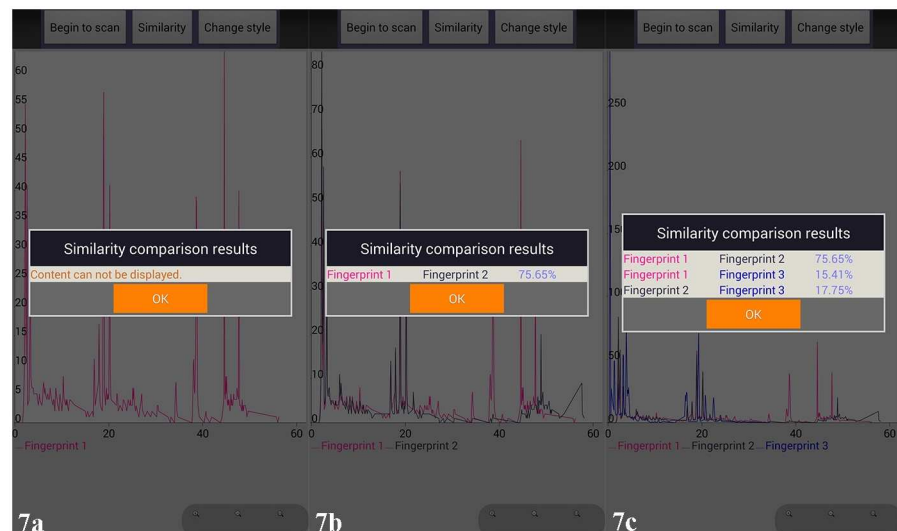 Begin to scan Similarity Change style
60
55
50
45
40
35
30
25
20
15
10
5
0
Similarity comparison results
Content can not be displayed.
OK
20 40 60
Fingerprint 1
7a
Begin to scan Similarity Change style
80
70
60
50
40
30
20
10
0
Similarity comparison results
Fingerprint 1 Fingerprint 2 75.65%
OK
20 40 60
Fingerprint 1 Fingerprint 2
7b
Begin to scan Similarity Change style
250
200
150
100
50
0
Similarity comparison results
Fingerprint 1 Fingerprint 2 75.65%
Fingerprint 1 Fingerprint 3 15.41%
Fingerprint 2 Fingerprint 3 17.75%
OK
20 40 60
Fingerprint 1 Fingerprint 2 Fingerprint 3
7c